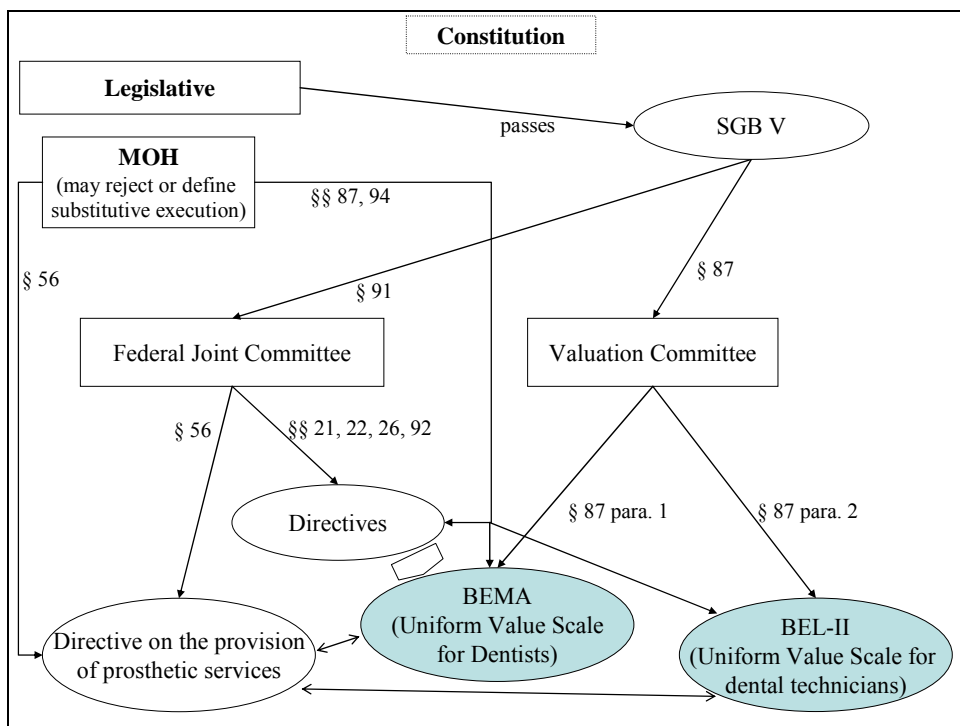 Constitution
Legislative
passes
SGB V
MOH
(may reject or define
substitutive execution)
§§ 87, 94
§ 56
§ 91
§ 87
Federal Joint Committee
Valuation Committee
§ 56
§§ 21, 22, 26, 92
§ 87 para. 1
§ 87 para. 2
Directives
BEMA
(Uniform Value Scale
for Dentists)
BEL-II
(Uniform Value Scale for
dental technicians)
Directive on the provision
of prosthetic services